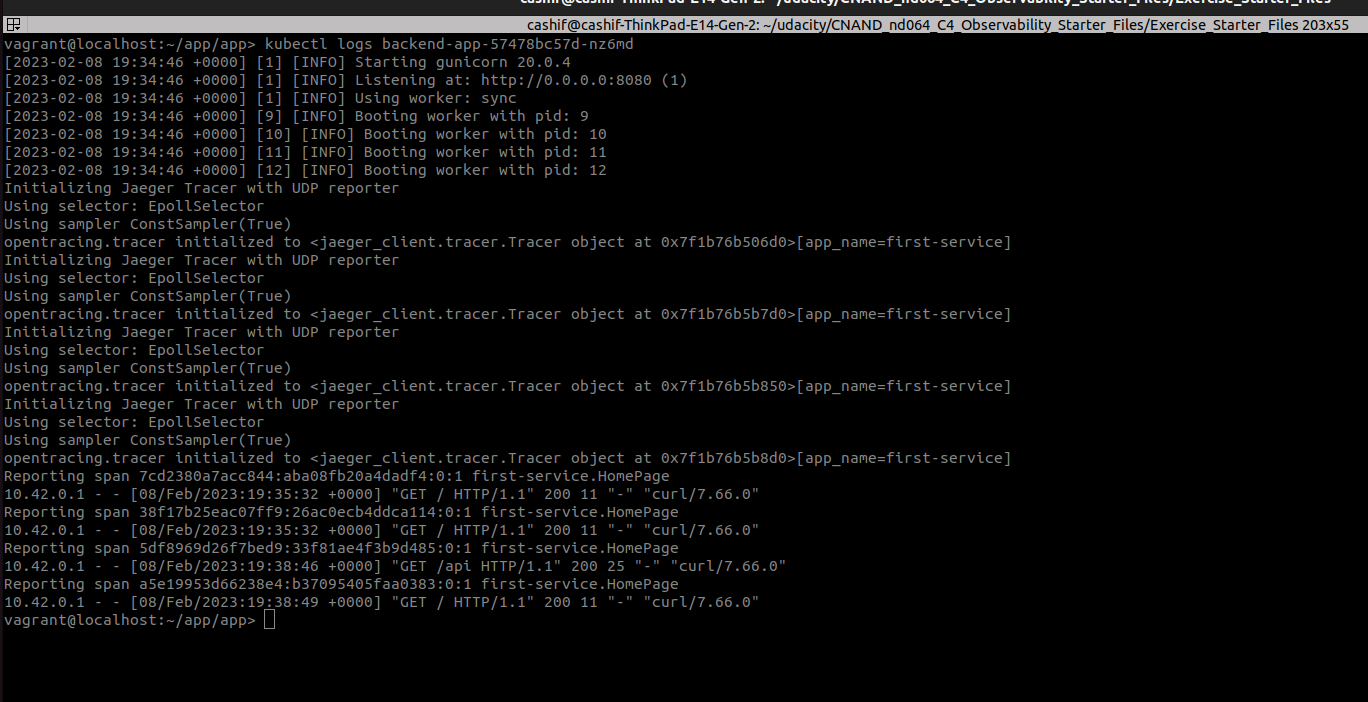 cashif@cashif-ThinkPad-E14-Gen-2: ~/udacity/CNAND_nd064_C4_Observability_Starter_Files/Exercise_Starter_Files
cashif@cashif-ThinkPad-E14-Gen-2: ~/udacity/CNAND_nd064_C4_Observability_Starter_Files/Exercise_Starter_Files 203x55
vagrant@localhost:~/app/app> kubectl logs backend-app-57478bc57d-nz6md
[2023-02-08 19:34:46 +0000] [1] [INFO] Starting gunicorn 20.0.4
[2023-02-08 19:34:46 +0000] [1] [INFO] Listening at: http://0.0.0.0:8080 (1)
[2023-02-08 19:34:46 +0000] [1] [INFO] Using worker: sync
[2023-02-08 19:34:46 +0000] [9] [INFO] Booting worker with pid: 9
[2023-02-08 19:34:46 +0000] [10] [INFO] Booting worker with pid: 10
[2023-02-08 19:34:46 +0000] [11] [INFO] Booting worker with pid: 11
[2023-02-08 19:34:46 +0000] [12] [INFO] Booting worker with pid: 12
Initializing Jaeger Tracer with UDP reporter
Using selector: EpollSelector
Using sampler ConstSampler(True)
opentracing.tracer initialized to <jaeger_client.tracer.Tracer object at 0x7f1b76b506d0>[app_name=first-service]
Initializing Jaeger Tracer with UDP reporter
Using selector: EpollSelector
Using sampler ConstSampler(True)
opentracing.tracer initialized to <jaeger_client.tracer.Tracer object at 0x7f1b76b5b7d0>[app_name=first-service]
Initializing Jaeger Tracer with UDP reporter
Using selector: EpollSelector
Using sampler ConstSampler(True)
opentracing.tracer initialized to <jaeger_client.tracer.Tracer object at 0x7f1b76b5b850>[app_name=first-service]
Initializing Jaeger Tracer with UDP reporter
Using selector: EpollSelector
Using sampler ConstSampler(True)
opentracing.tracer initialized to <jaeger_client.tracer.Tracer object at 0x7f1b76b5b8d0>[app_name=first-service]
Reporting span 7cd2380a7acc844:aba08fb20a4dadf4:0:1 first-service.HomePage
10.42.0.1 - - [08/Feb/2023:19:35:32 +0000] "GET / HTTP/1.1" 200 11 "-" "curl/7.66.0"
Reporting span 38f17b25eac07ff9:26ac0ecb4ddca114:0:1 first-service.HomePage
10.42.0.1 - - [08/Feb/2023:19:35:32 +0000] "GET / HTTP/1.1" 200 11 "-" "curl/7.66.0"
Reporting span 5df8969d26f7bed9:33f81ae4f3b9d485:0:1 first-service.HomePage
10.42.0.1 - - [08/Feb/2023:19:38:46 +0000] "GET /api HTTP/1.1" 200 25 "-" "curl/7.66.0"
Reporting span a5e19953d66238e4:b37095405faa0383:0:1 first-service.HomePage
10.42.0.1 - - [08/Feb/2023:19:38:49 +0000] "GET / HTTP/1.1" 200 11 "-" "curl/7.66.0"
vagrant@localhost:~/app/app>